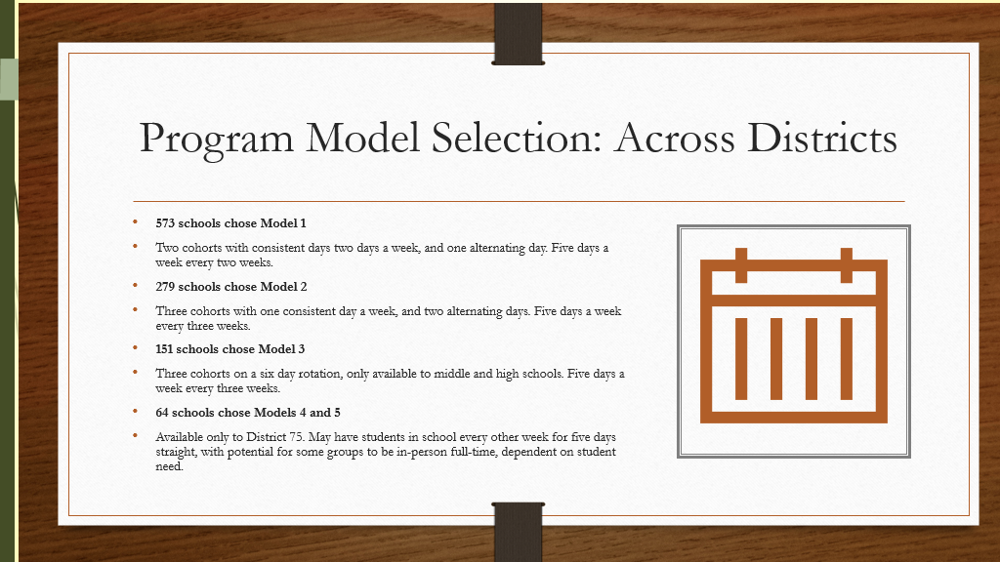 Program Model Selection: Across Districts
• 573 schools chose Model 1
• Two cohorts with consistent days two days a week, and one alternating day. Five days a
week every two weeks.
• 279 schools chose Model 2
• Three cohorts with one consistent day a week, and two alternating days. Five days a week
every three weeks.
• 151 schools chose Model 3
• Three cohorts on a six day rotation, only available to middle and high schools. Five days a
week every three weeks.
• 64 schools chose Models 4 and 5
• Available only to District 75. May have students in school every other week for five days
straight, with potential for some groups to be in-person full-time, dependent on student
need.